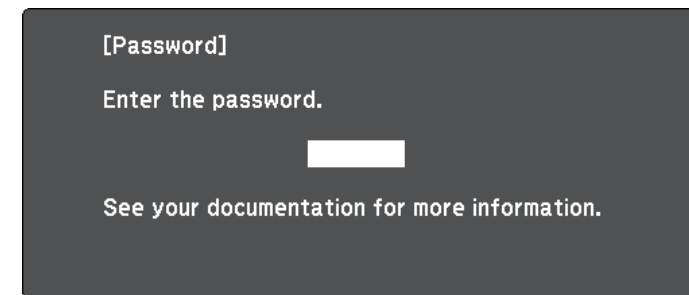 [Password]
Enter the password.
See your documentation for more information.